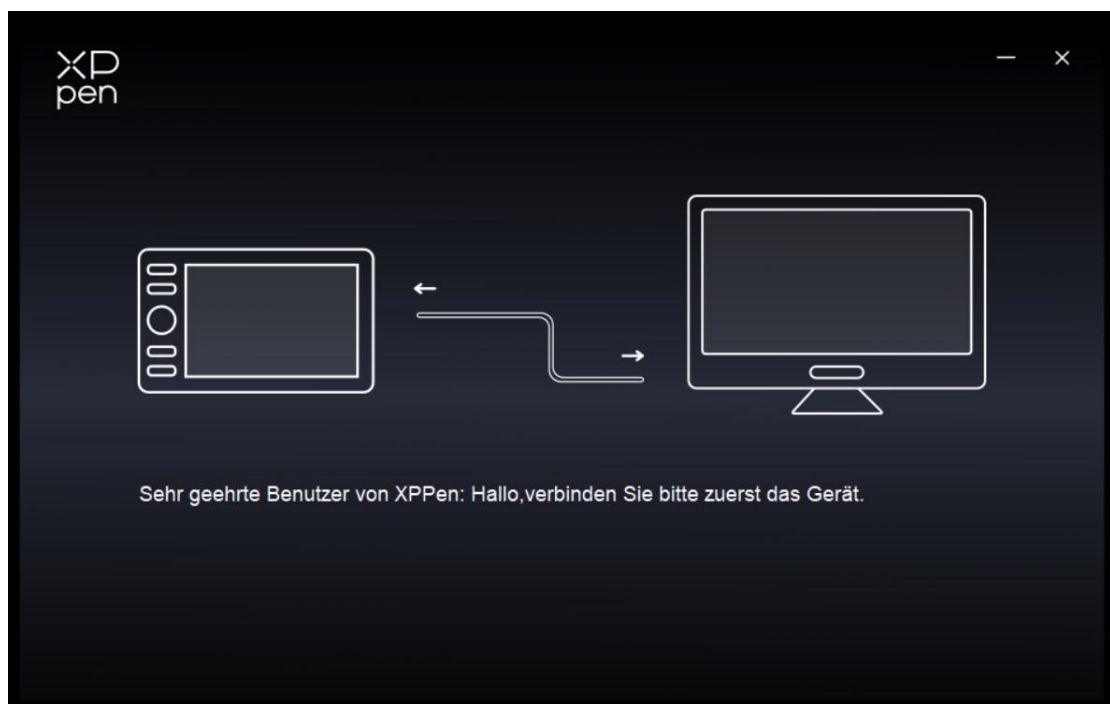 XP
pen
Sehr geehrte Benutzer von XPPen: Hallo,verbinden Sie bitte zuerst das Gerät.